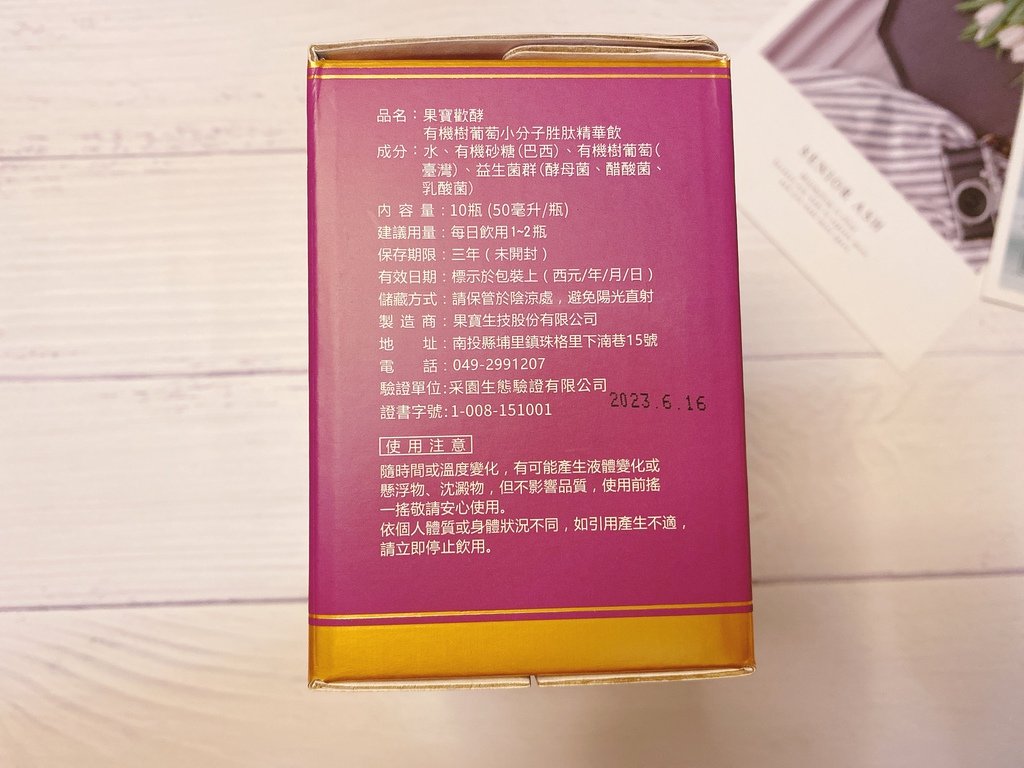 品名：果寶歡酵
有機樹葡萄小分子胜肽精華飲
成分：水、有機砂糖(巴西)、有機樹葡萄(
臺灣)、益生菌群(酵母菌、醋酸菌、
乳酸菌)
內容量：10瓶 (50毫升/瓶)
建議用量：每日飲用1~2瓶
保存期限：三年（未開封）
有效日期：標示於包裝上（西元/年/月/日）
儲藏方式：請保管於陰涼處，避免陽光直射
製造商：果寶生技股份有限公司
地址：南投縣埔里鎮珠格里下湳巷15號
電話：049-2991207
驗證單位:采園生態驗證有限公司
證書字號:1-008-151001
2023.6.16
使用注意
隨時間或溫度變化，有可能產生液體變化或
懸浮物、沈澱物，但不影響品質，使用前搖
一搖敬請安心使用。
依個人體質或身體狀況不同，如引用產生不適，
請立即停止飲用。
SENIOR ASH